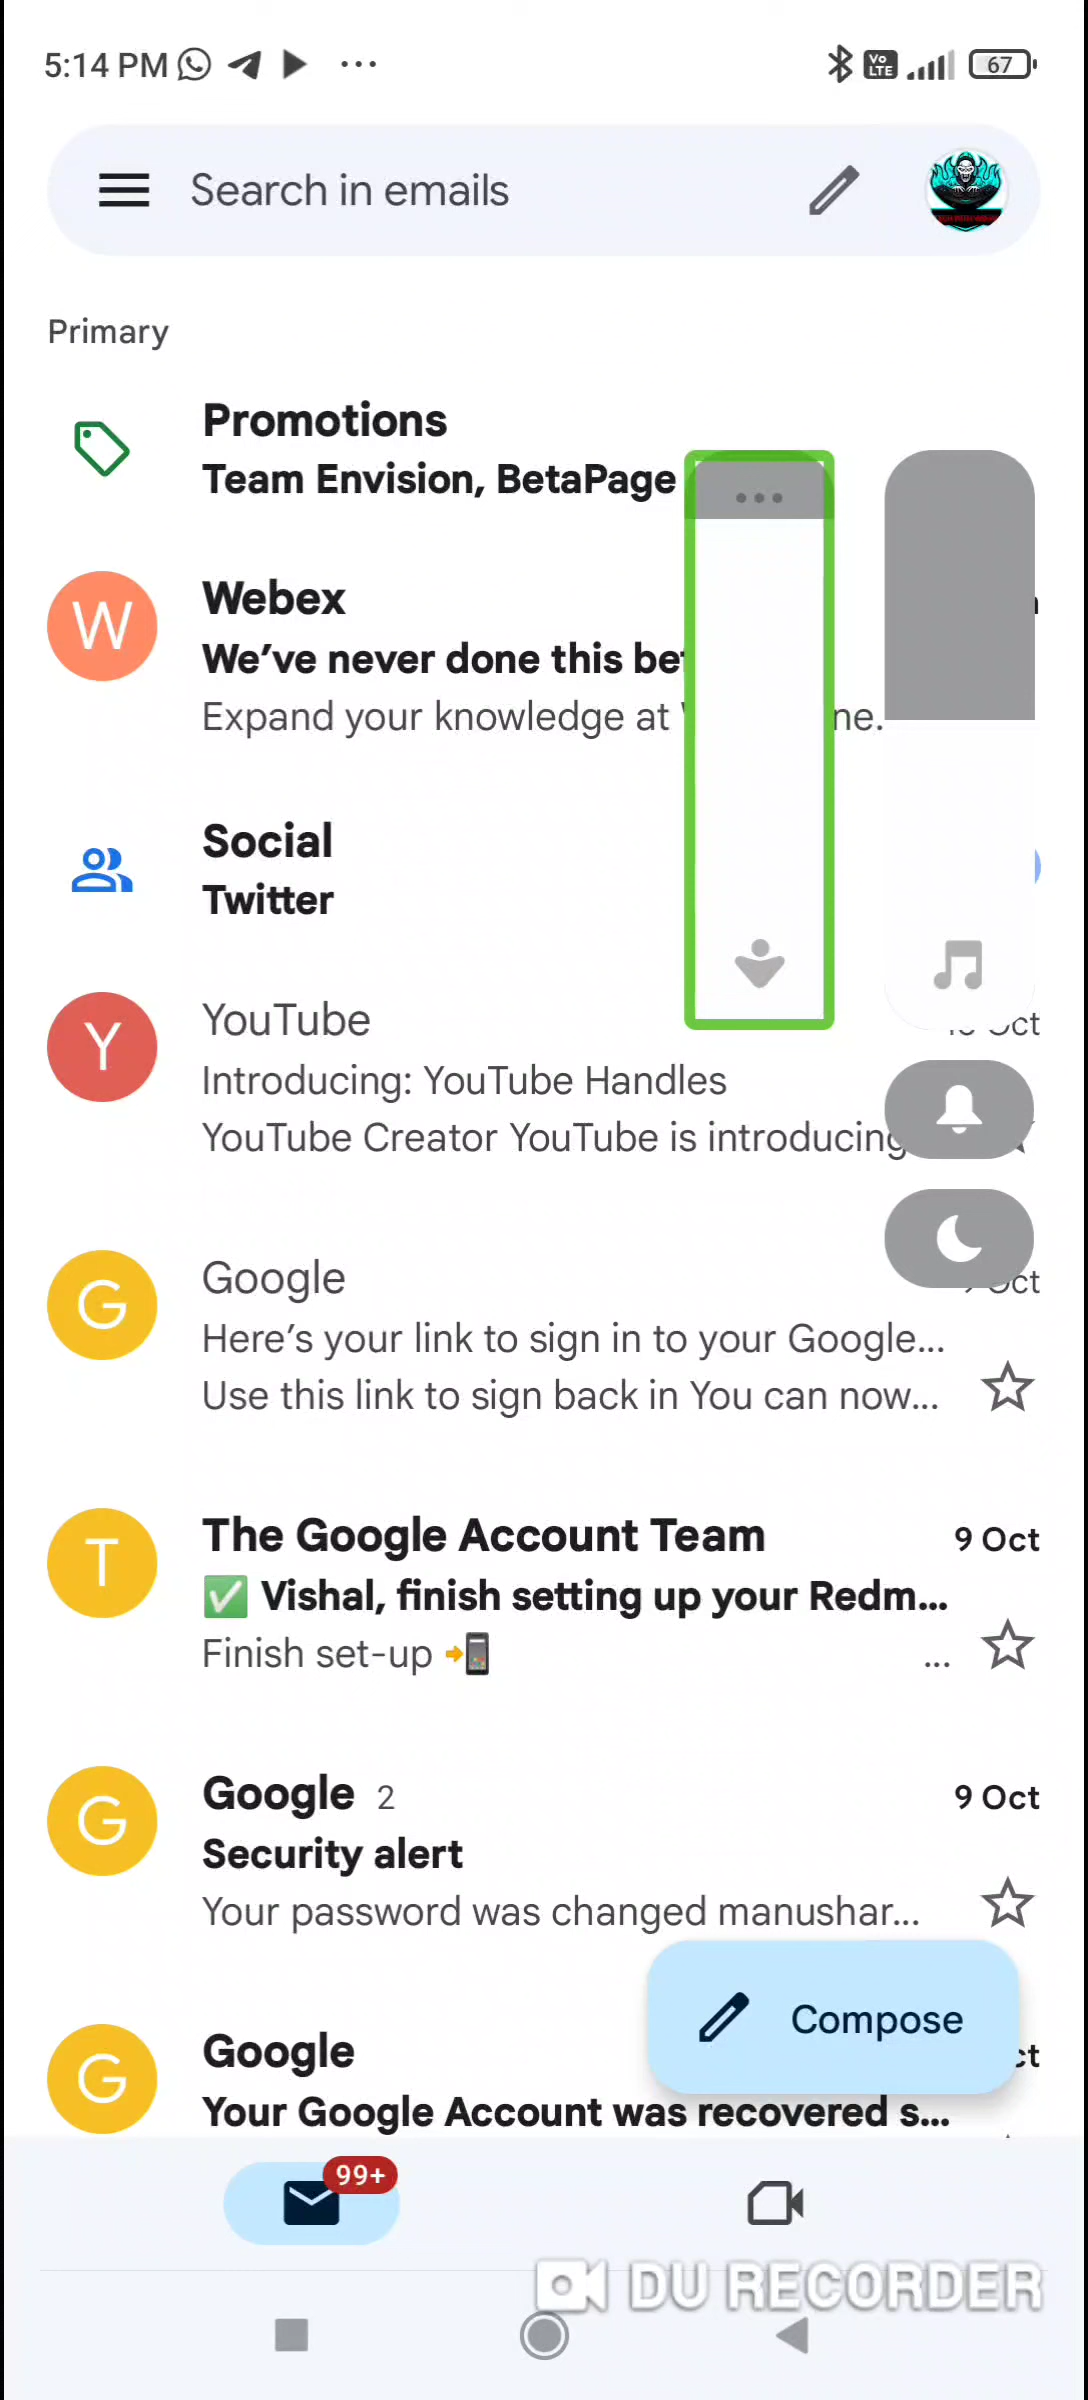 5:14 PM
Vo
LTE
67
Search in emails
Primary
Promotions
Team Envision, BetaPage
Webex
We've never done this
Expand your knowledge at
Social
Twitter
YouTube
Oct
Introducing: YouTube Handles
YouTube Creator YouTube is introducing
Google
Oct
Here's your link to sign in to your Google...
Use this link to sign back in You can now...
The Google Account Team
9 Oct
✅ Vishal, finish setting up your Redm...
Finish set-up 📲 ...
Google 2
9 Oct
Security alert
Your password was changed manushar...
Compose
Google
Your Google Account was recovered s...
99+
DU RECORDER
W
Y
G
T
G
G